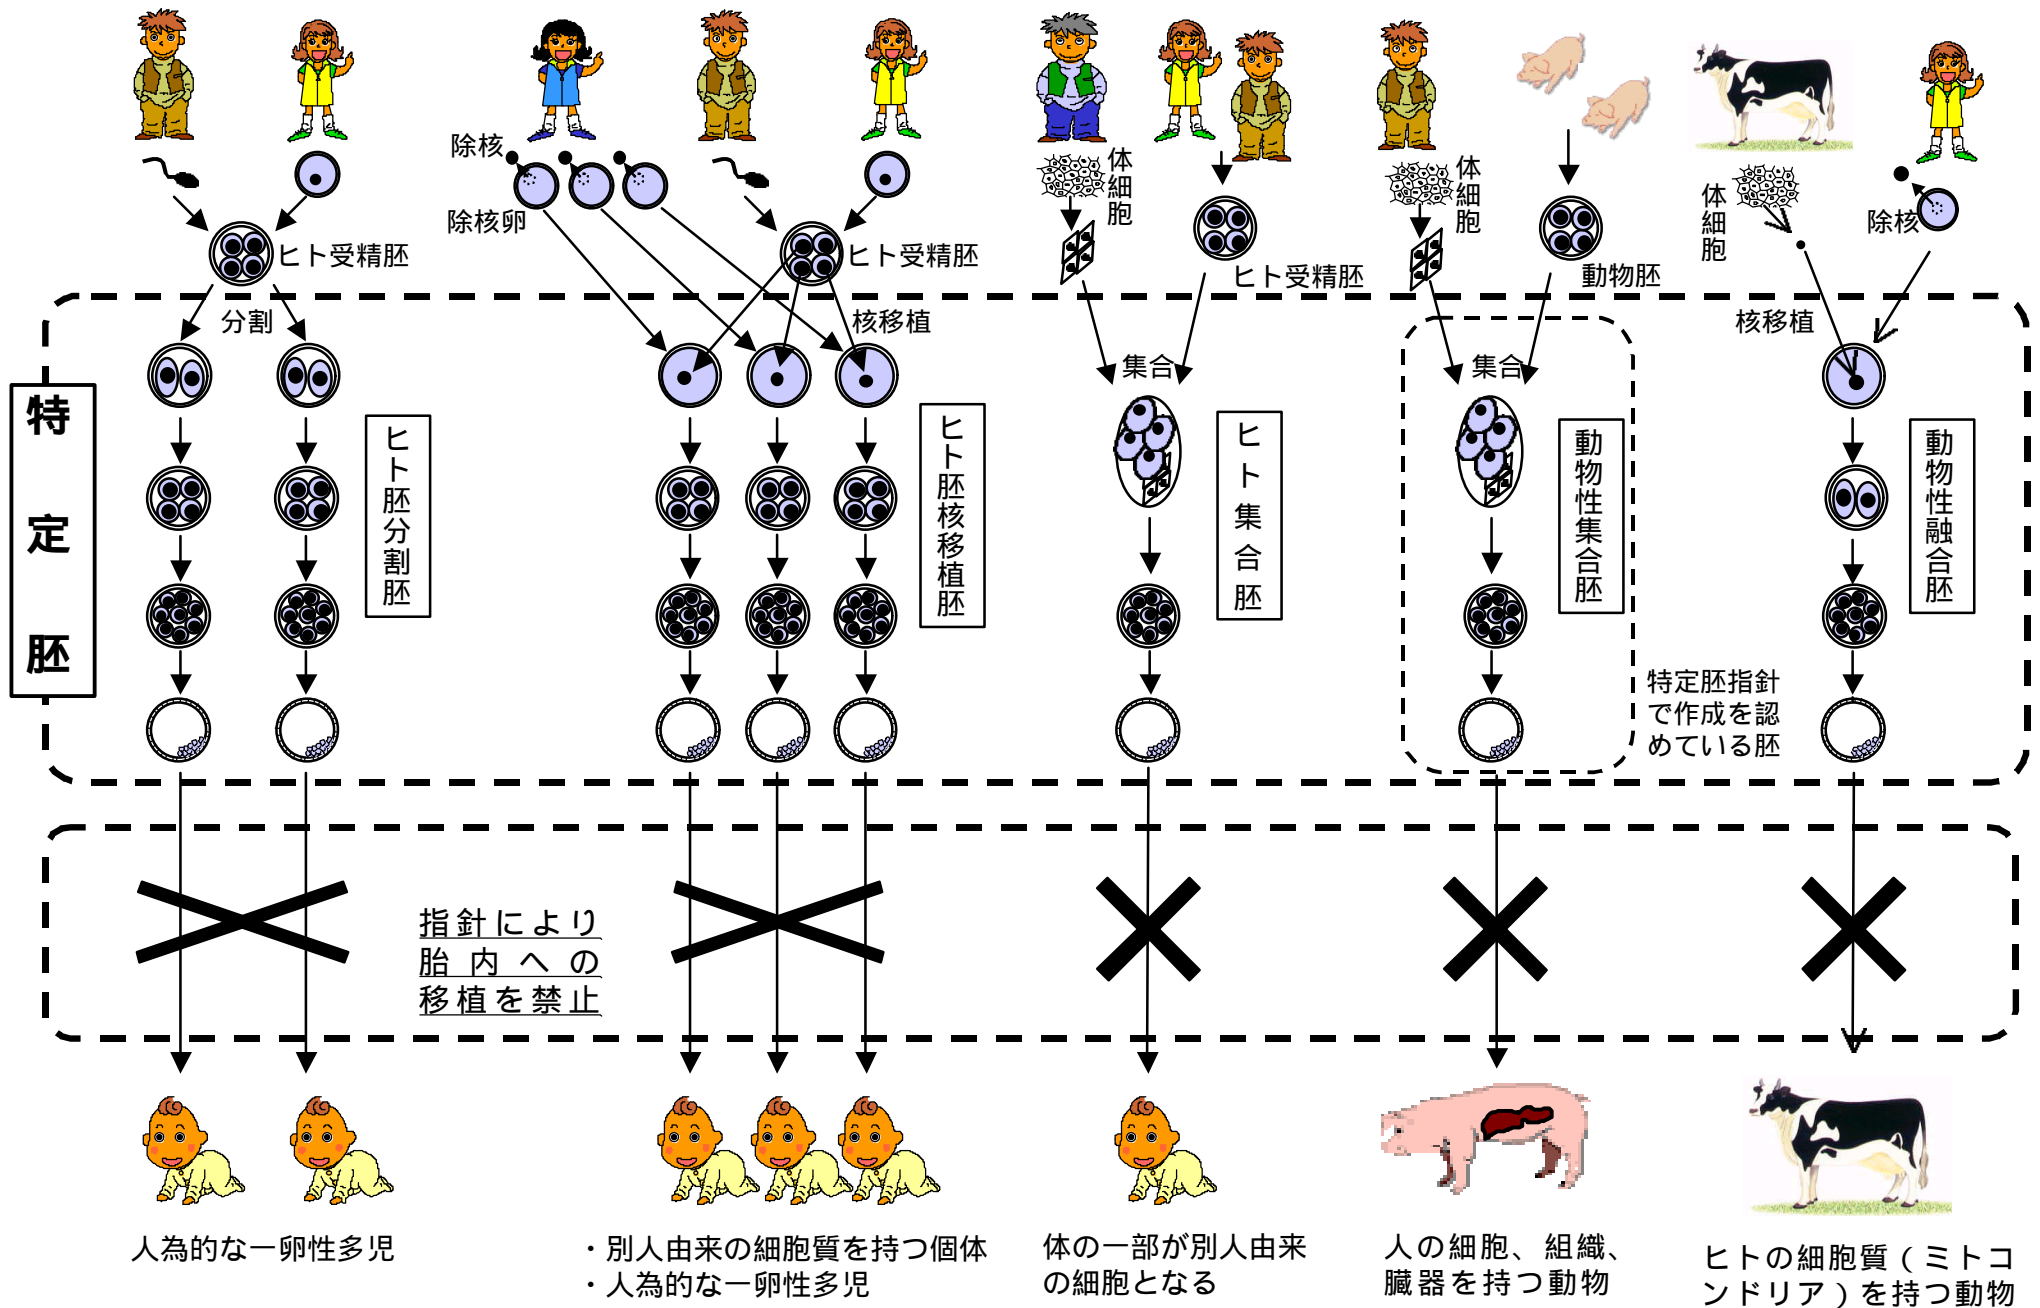 除核
除核卵
ヒト受精胚
ヒト受精胚
体細胞
ヒト受精胚
体細胞
動物胚
体細胞
除核
特定胚
分割
ヒト胚分割胚
核移植
ヒト胚核移植胚
集合
ヒト集合胚
集合
動物性集合胚
特定胚指針
で作成を認
めている胚
核移植
動物性融合胚
指針により
胎内への
移植を禁止
人為的な一卵性多児
・別人由来の細胞質を持つ個体
・人為的な一卵性多児
体の一部が別人由来
の細胞となる
人の細胞、組織、
臓器を持つ動物
ヒトの細胞質（ミトコ
ンドリア）を持つ動物